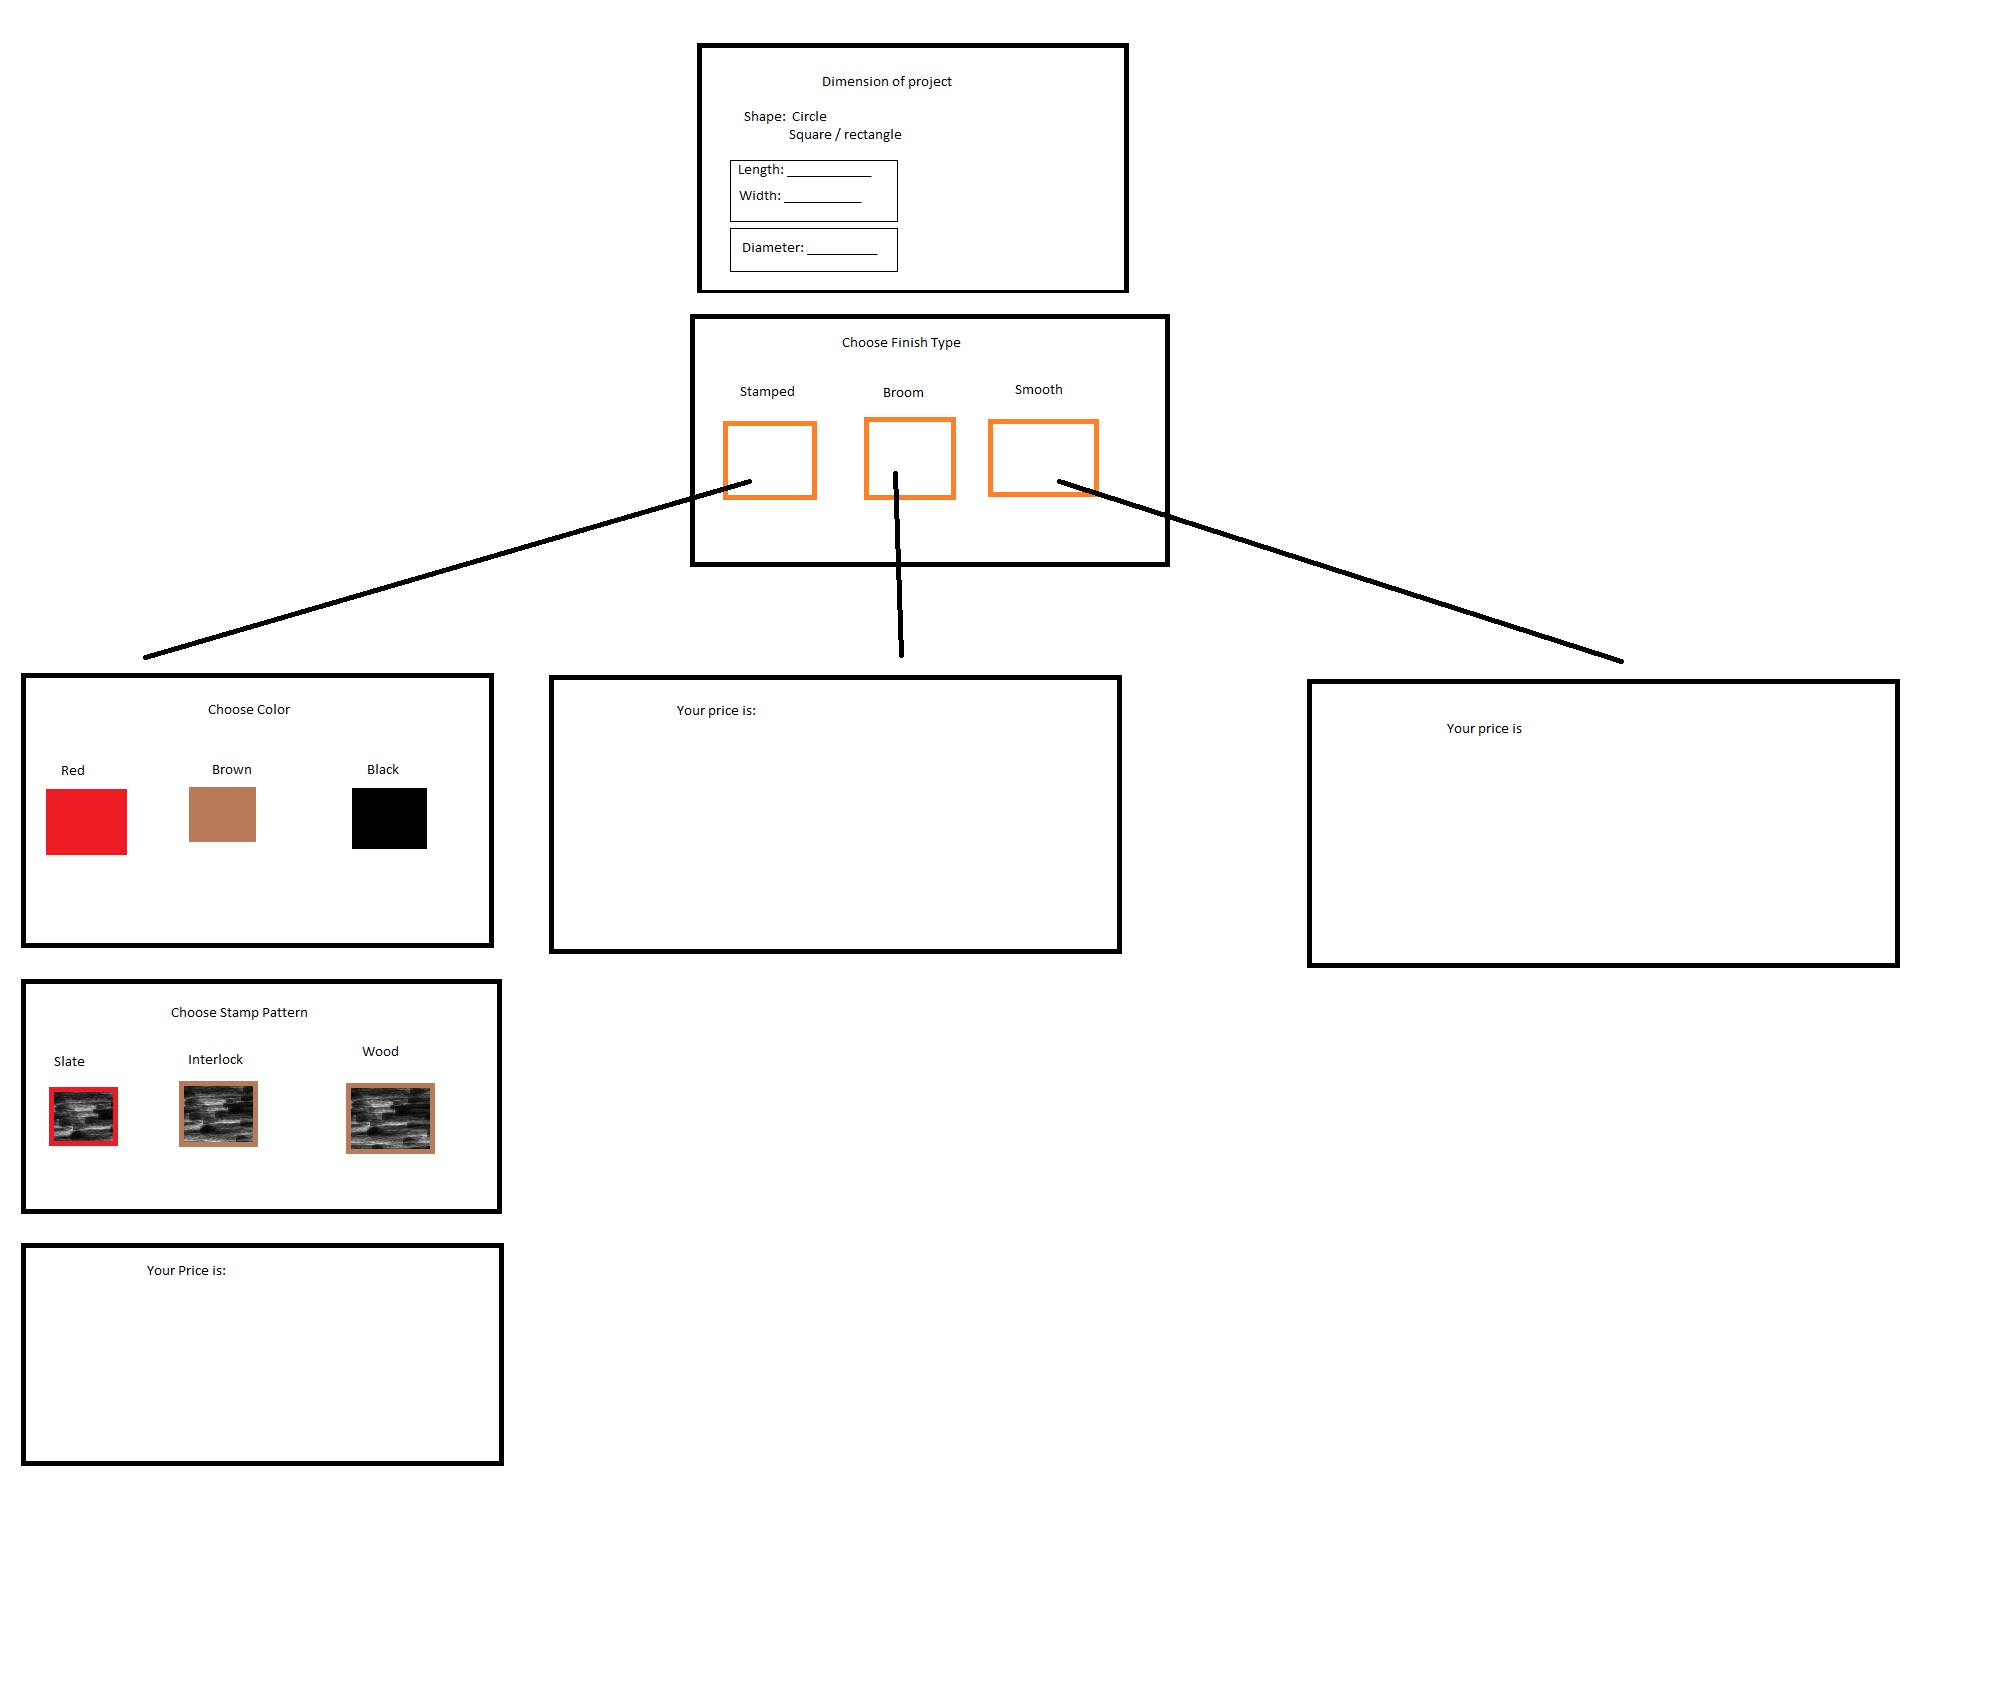 Dimension of project
Shape: Circle
Square / rectangle
Length: ___________
Width: __________
Diameter: _________
Choose Finish Type
Stamped
Broom
Smooth
Choose Color
Red
Brown
Black
Your price is:
Your price is
Choose Stamp Pattern
Slate
Interlock
Wood
Your Price is: